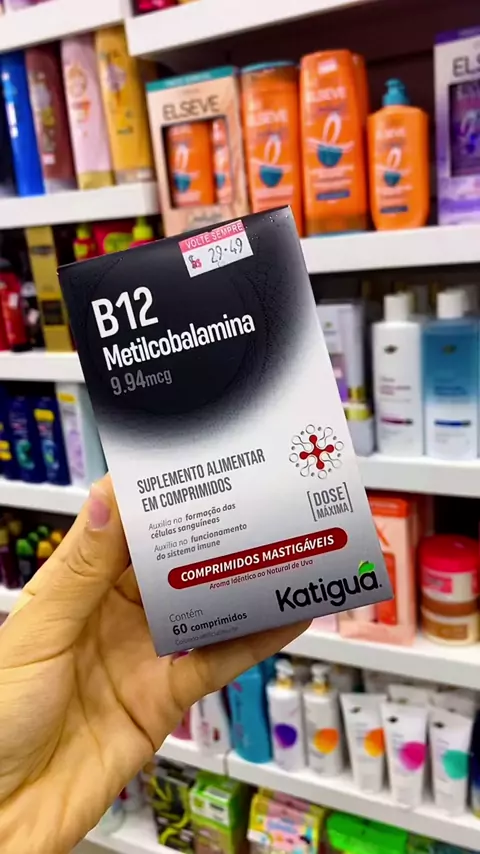 ELSEVE
ELSEVE
ELSEVE
ELSEVE
VOLTE SEMPRE
29.49
B12
Metilcobalamina
9.94mcg
SUPLEMENTO ALIMENTAR
EM COMPRIMIDOS
Auxilia na formação das
células sanguíneas
Auxilia no funcionamento
do sistema imune
[DOSE
MÁXIMA]
COMPRIMIDOS MASTIGÁVEIS
Aroma Idêntico ao Natural de Uva
Contém
60 comprimidos
Katiguá